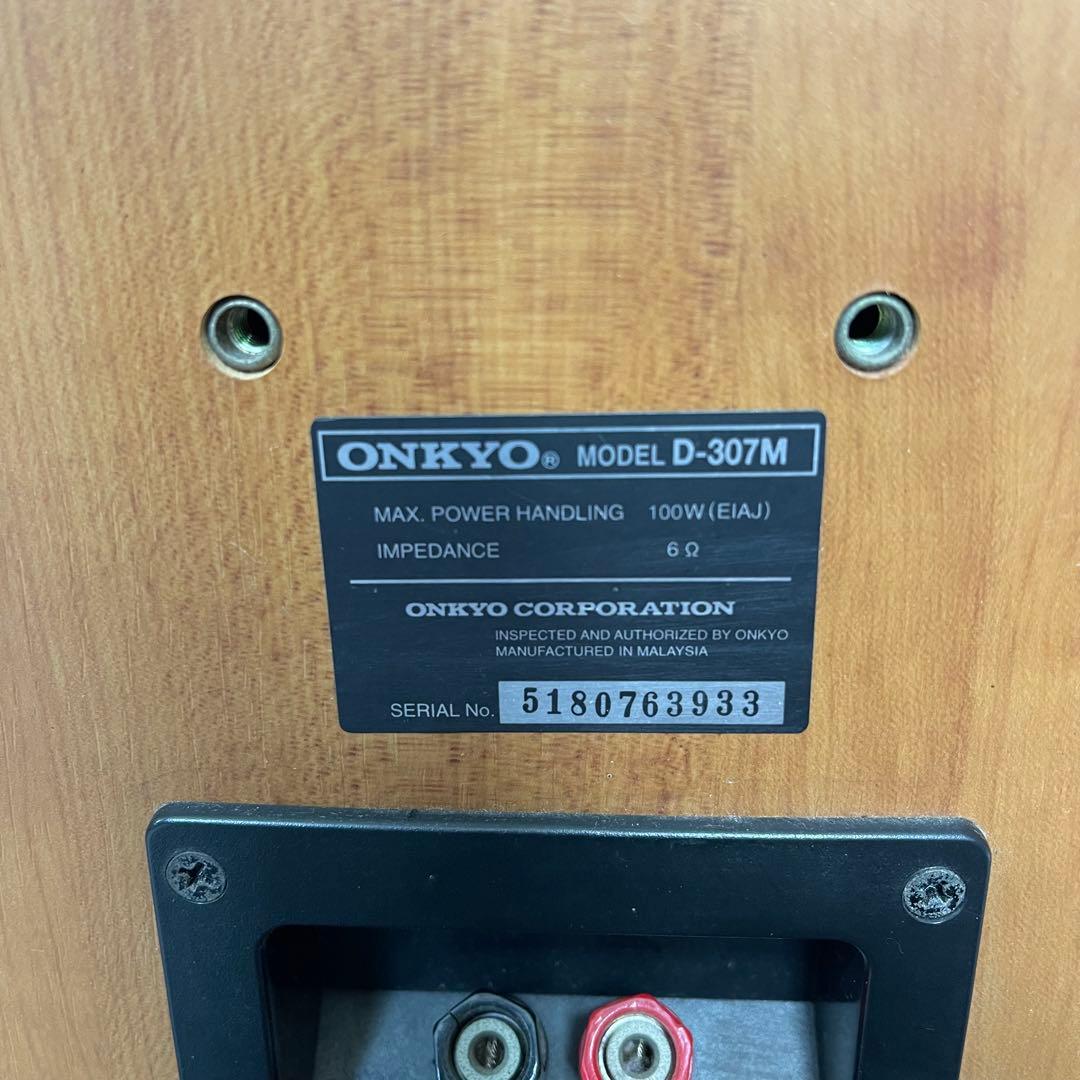 ONKYO® MODEL D-307M
MAX. POWER HANDLING 100W (EIAJ)
IMPEDANCE 6 Ω
ONKYO CORPORATION
INSPECTED AND AUTHORIZED BY ONKYO
MANUFACTURED IN MALAYSIA
SERIAL No. 5180763933